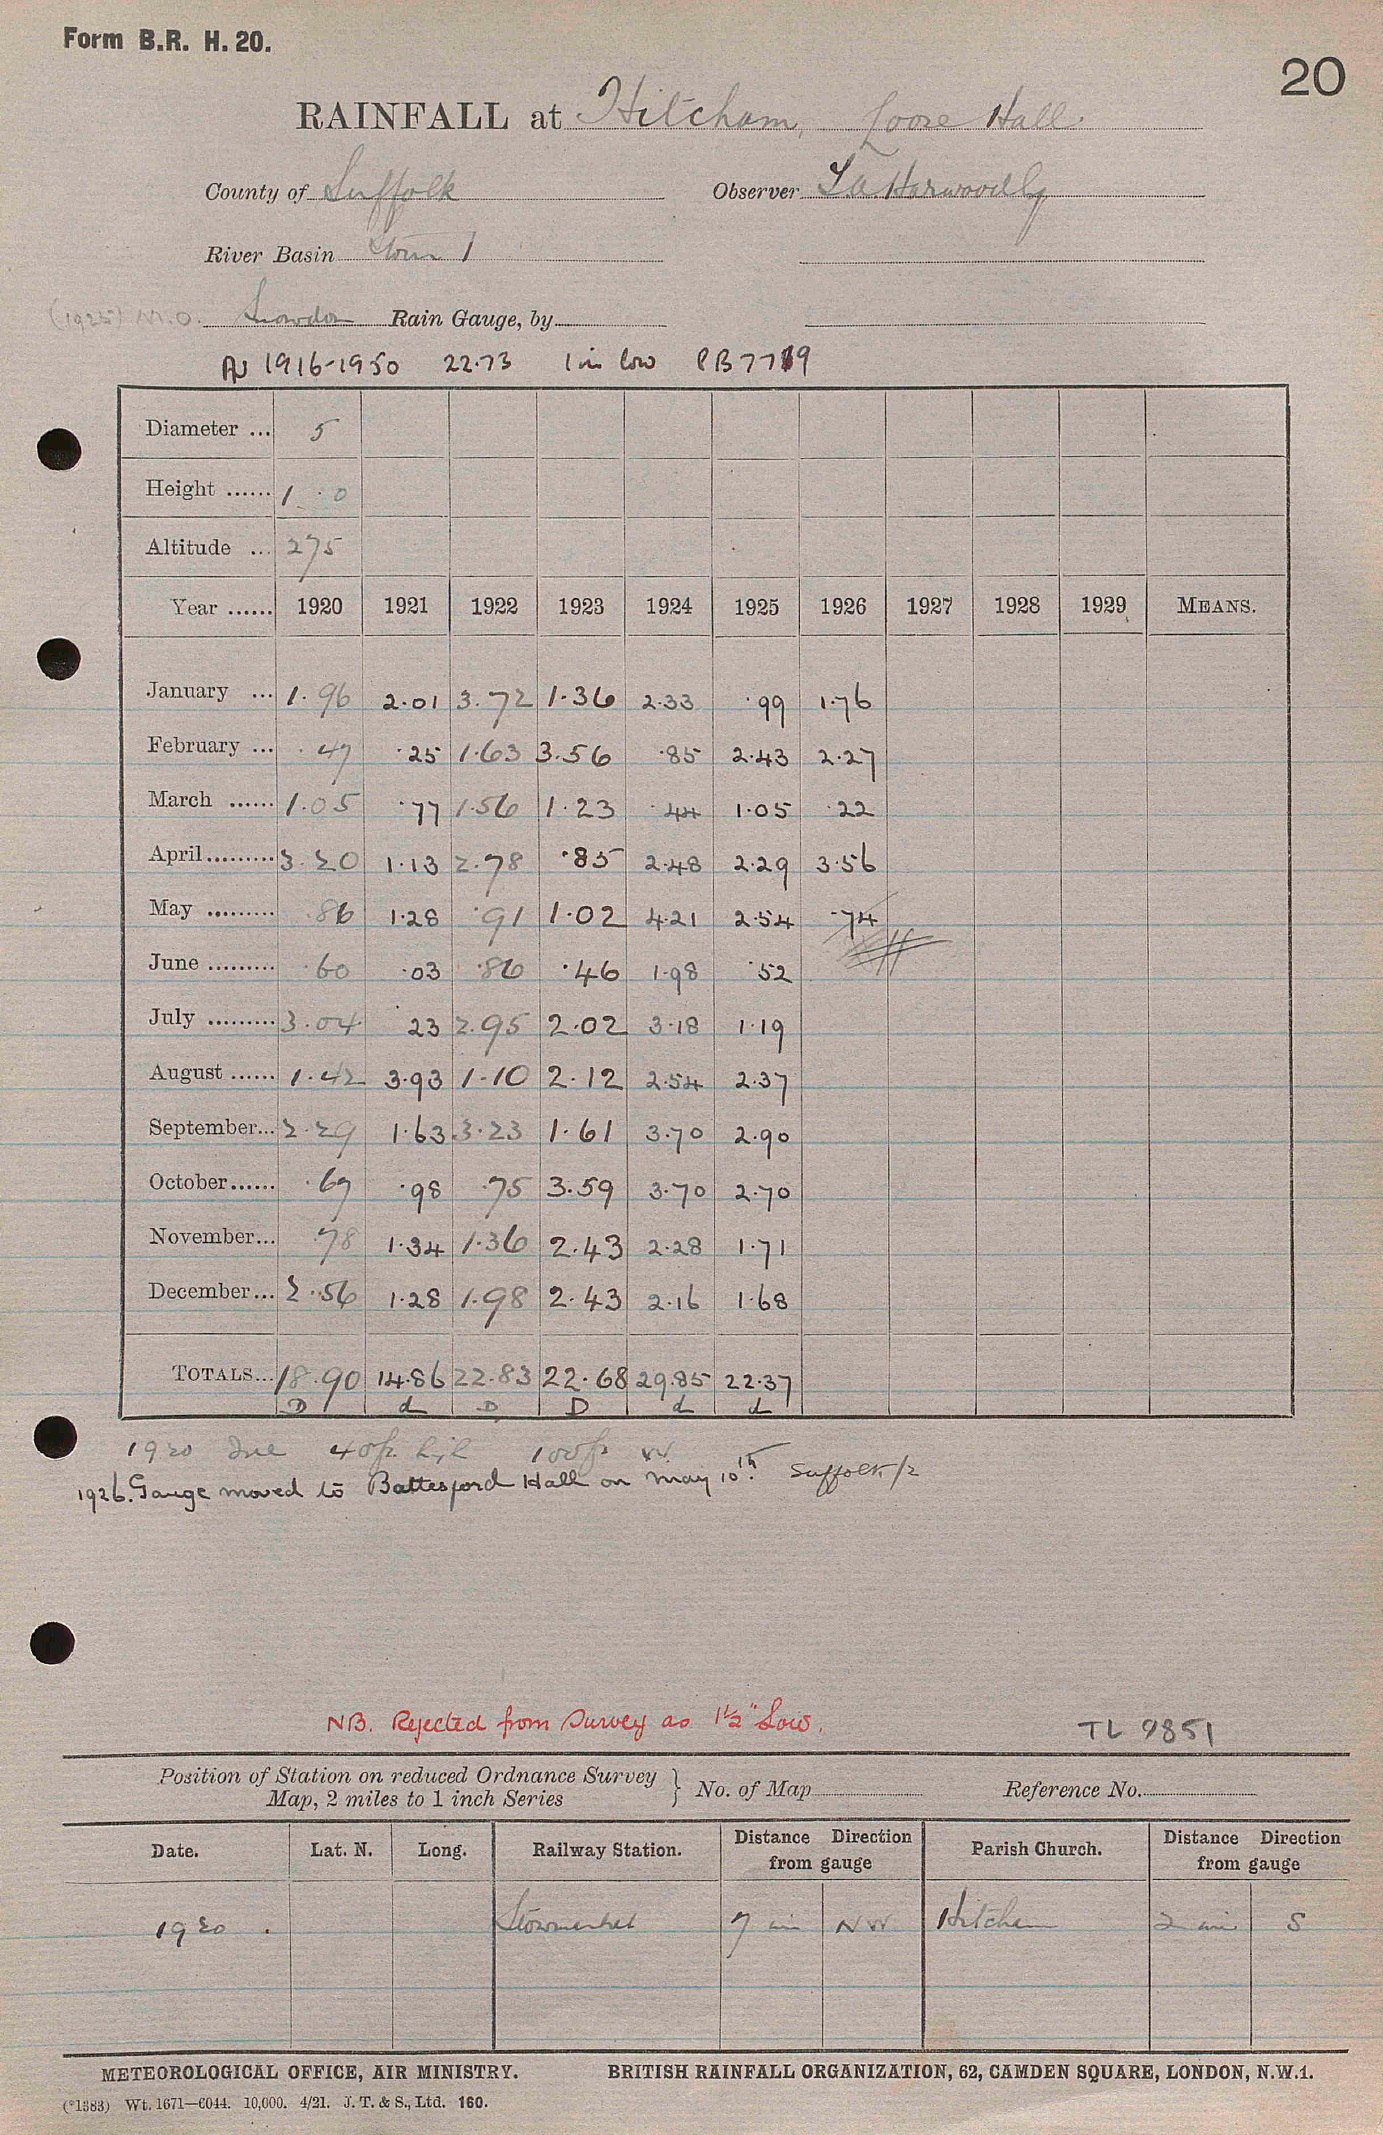 Form B.R. H. 20.
20
RAINFALL at Hitcham, Loose Hall.
County of Suffolk Observer
River Basin Stour 1
(1925) M.O. Snowdon Rain Gauge, by
Av 1916-1950 22.73 1 in low PB7719
Diameter ... 5
Height ...... 1 . 0
Altitude ... 275
Year ...... 1920 1921 1922 1923 1924 1925 1926 1927 1928 1929 MEANS.
January ... 1.96 2.01 3.72 1.36 2.33 .99 1.76
February ... .47 .25 1.63 3.56 .85 2.43 2.27
March ...... 1.05 .77 1.56 1.23 .44 1.05 .22
April ......... 3.20 1.13 2.78 .85 2.48 2.29 3.56
May ......... .86 1.28 .91 1.02 4.21 2.54 .74
June ......... .60 .03 .86 .46 1.98 .52
July ......... 3.04 .23 2.95 2.02 3.18 1.19
August ...... 1.42 3.93 1.10 2.12 2.54 2.37
September... 2.29 1.63 3.23 1.61 3.70 2.90
October...... .67 .98 .75 3.59 3.70 2.70
November... .78 1.34 1.36 2.43 2.28 1.71
December... 2.56 1.28 1.98 2.43 2.16 1.68
TOTALS... 18.90 14.86 22.83 22.68 29.85 22.37
D d D D d d
1920
1926. Gauge moved to Battesford Hall on May 10th. Suffolk/2
NB. Rejected from Survey as 1½" Low.
TL 9851
Position of Station on reduced Ordnance Survey
Map, 2 miles to 1 inch Series } No. of Map Reference No.
Date. Lat. N. Long. Railway Station. Distance Direction from gauge Parish Church. Distance Direction from gauge
1920 . Stowmarket 7 mi NW Hitcham 2 mi S
METEOROLOGICAL OFFICE, AIR MINISTRY. BRITISH RAINFALL ORGANIZATION, 62, CAMDEN SQUARE, LONDON, N.W.1.
(*1383) Wt. 1671—6044. 10,000. 4/21. J. T. & S., Ltd. 160.